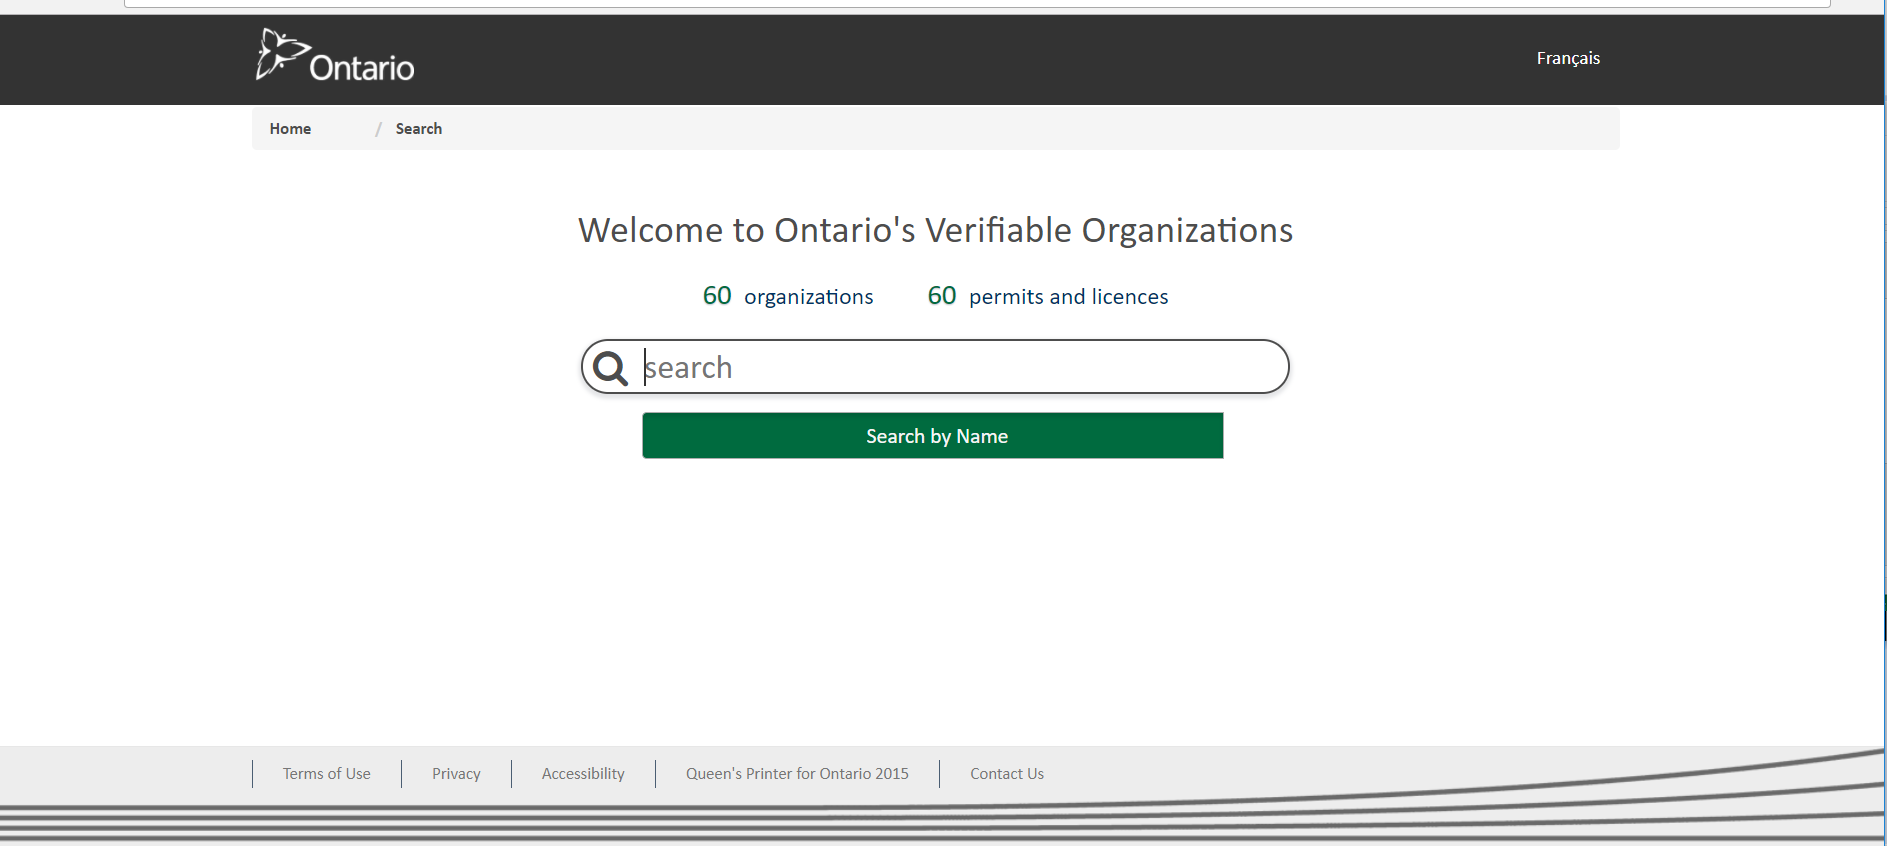 Ontario
Français
Home / Search
Welcome to Ontario's Verifiable Organizations
60 organizations 60 permits and licences
search
Search by Name
Terms of Use Privacy Accessibility Queen's Printer for Ontario 2015 Contact Us